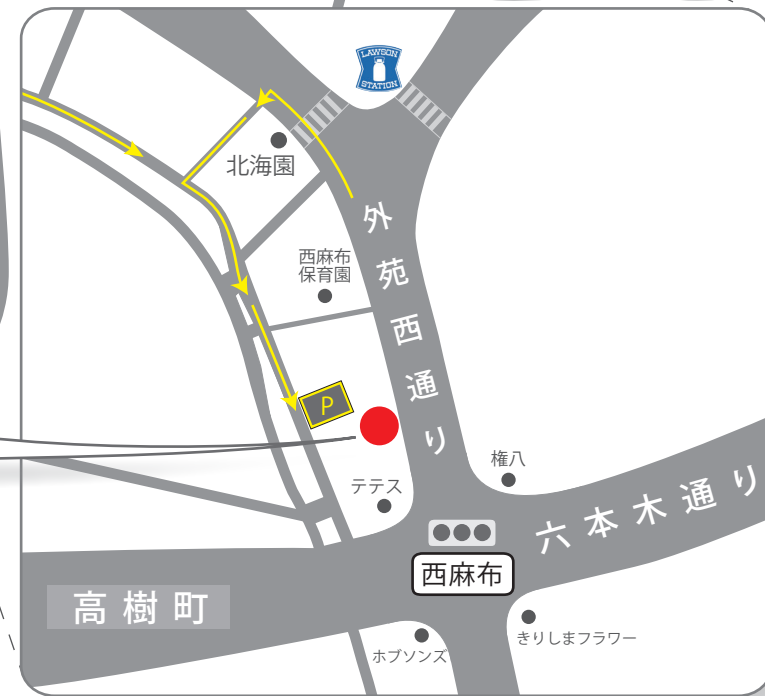 LAWSON
STATION
北海園
外苑西通り
西麻布
保育園
P
テテス
権八
六本木通り
西麻布
高樹町
きりしまフラワー
ホブソンズ